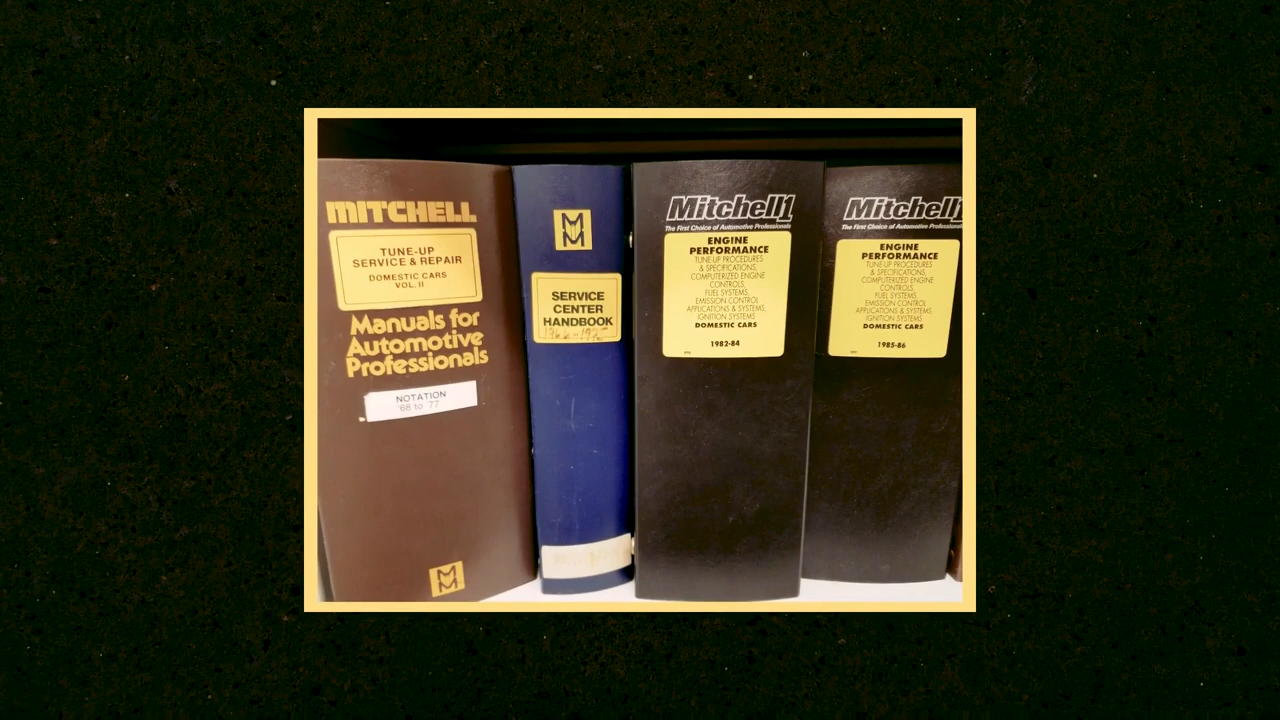 MITCHELL
TUNE-UP
SERVICE & REPAIR
DOMESTIC CARS
VOL. II
Manuals for
Automotive
Professionals
NOTATION
'68 to 77
SERVICE
CENTER
HANDBOOK
Mitchell1
The First Choice of Automotive Professionals
ENGINE
PERFORMANCE
TUNE-UP PROCEDURES
& SPECIFICATIONS,
COMPUTERIZED ENGINE
CONTROLS,
FUEL SYSTEMS,
EMISSION CONTROL
APPLICATIONS & SYSTEMS,
IGNITION SYSTEMS
DOMESTIC CARS
1982-84
Mitchell1
The First Choice of Automotive Professionals
ENGINE
PERFORMANCE
TUNE-UP PROCEDURES
& SPECIFICATIONS,
COMPUTERIZED ENGINE
CONTROLS,
FUEL SYSTEMS,
EMISSION CONTROL
APPLICATIONS & SYSTEMS,
IGNITION SYSTEMS
DOMESTIC CARS
1985-86